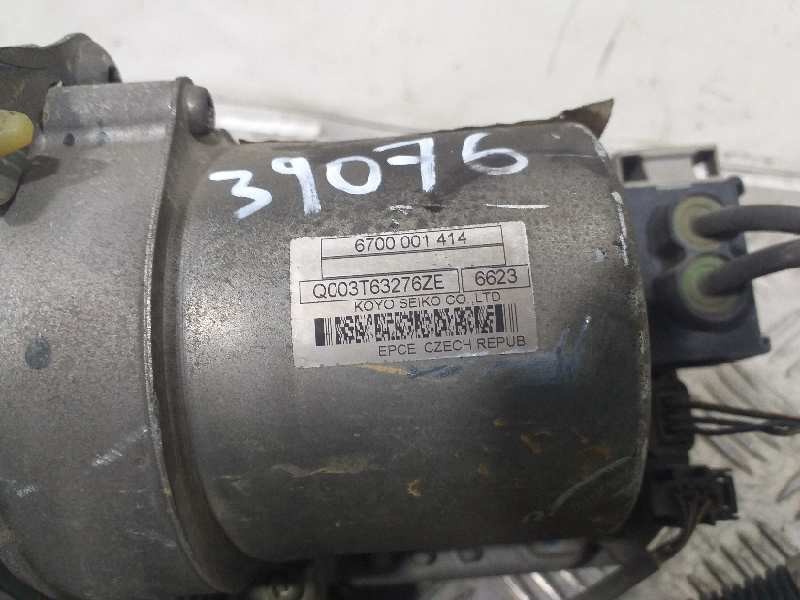 39076
6700 001 414
Q003T63276ZE 6623
KOYO SEIKO CO.,LTD
EPCE CZECH REPUB